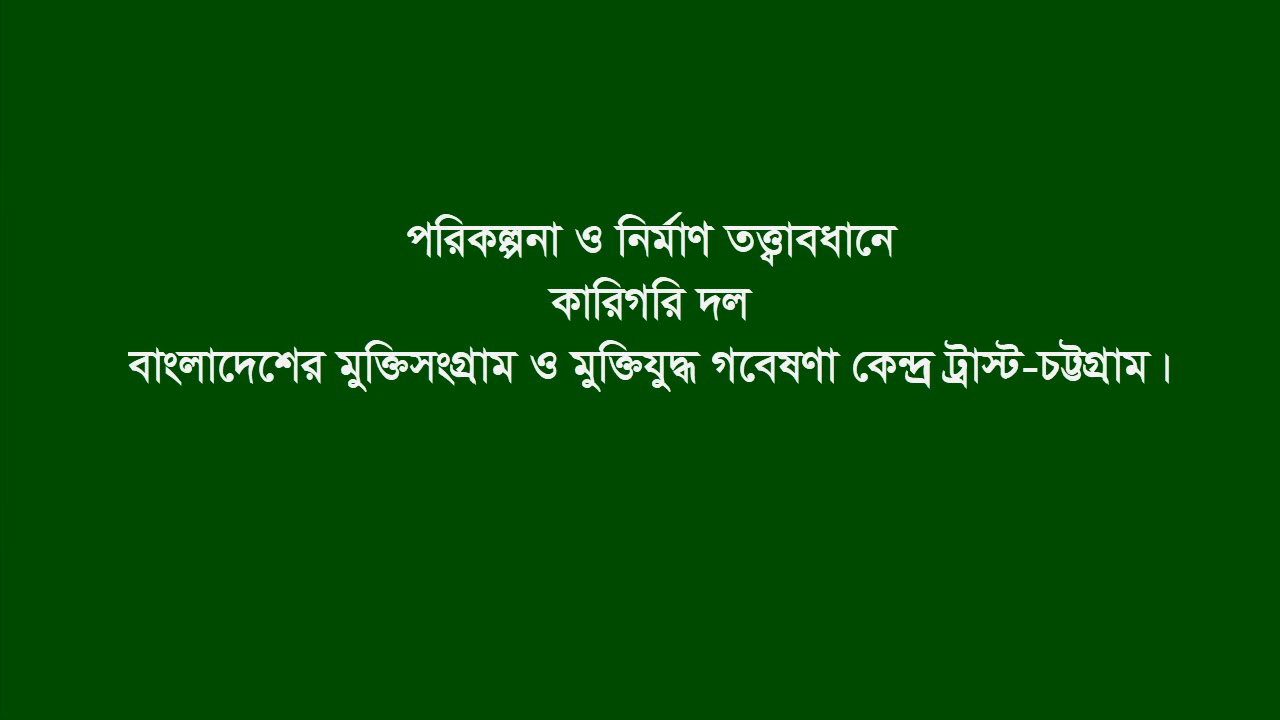 পরিকল্পনা ও নির্মাণ তত্ত্বাবধানে
কারিগরি দল
বাংলাদেশের মুক্তিসংগ্রাম ও মুক্তিযুদ্ধ গবেষণা কেন্দ্র ট্রাস্ট-চট্টগ্রাম।